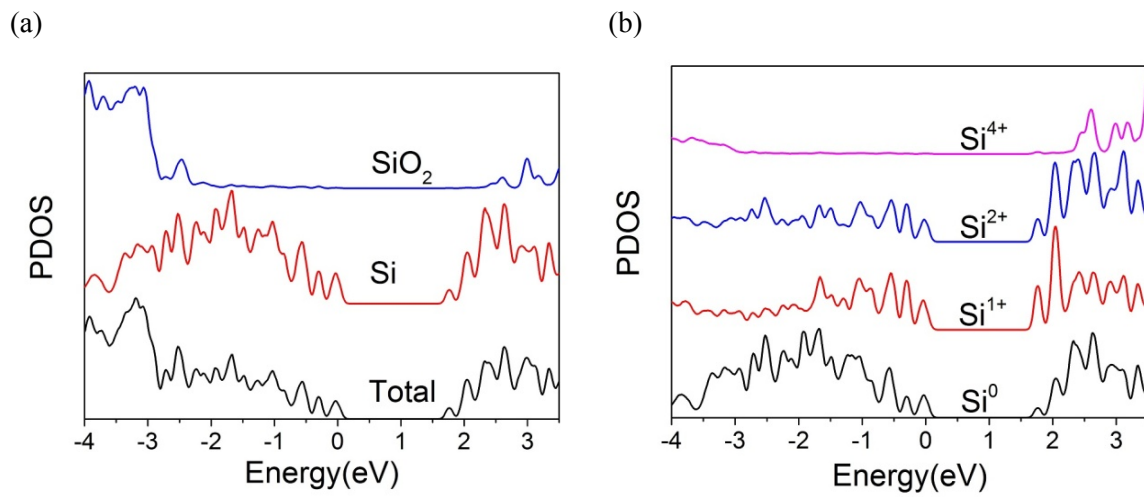 (a)
PDOS
SiO₂
Si
Total
-4 -3 -2 -1 0 1 2 3
Energy(eV)
(b)
PDOS
Si⁴⁺
Si²⁺
Si¹⁺
Si⁰
-4 -3 -2 -1 0 1 2 3
Energy(eV)